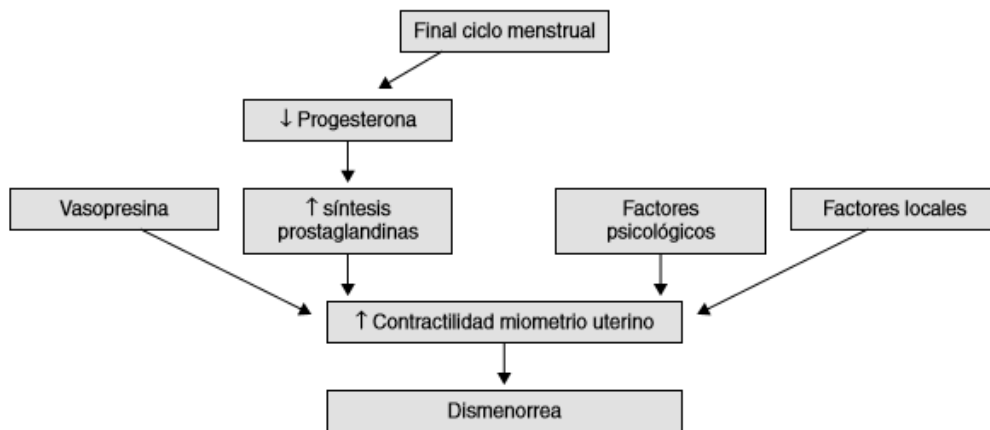 Final ciclo menstrual
↓ Progesterona
Vasopresina
↑ síntesis
prostaglandinas
Factores
psicológicos
Factores locales
↑ Contractilidad miometrio uterino
Dismenorrea